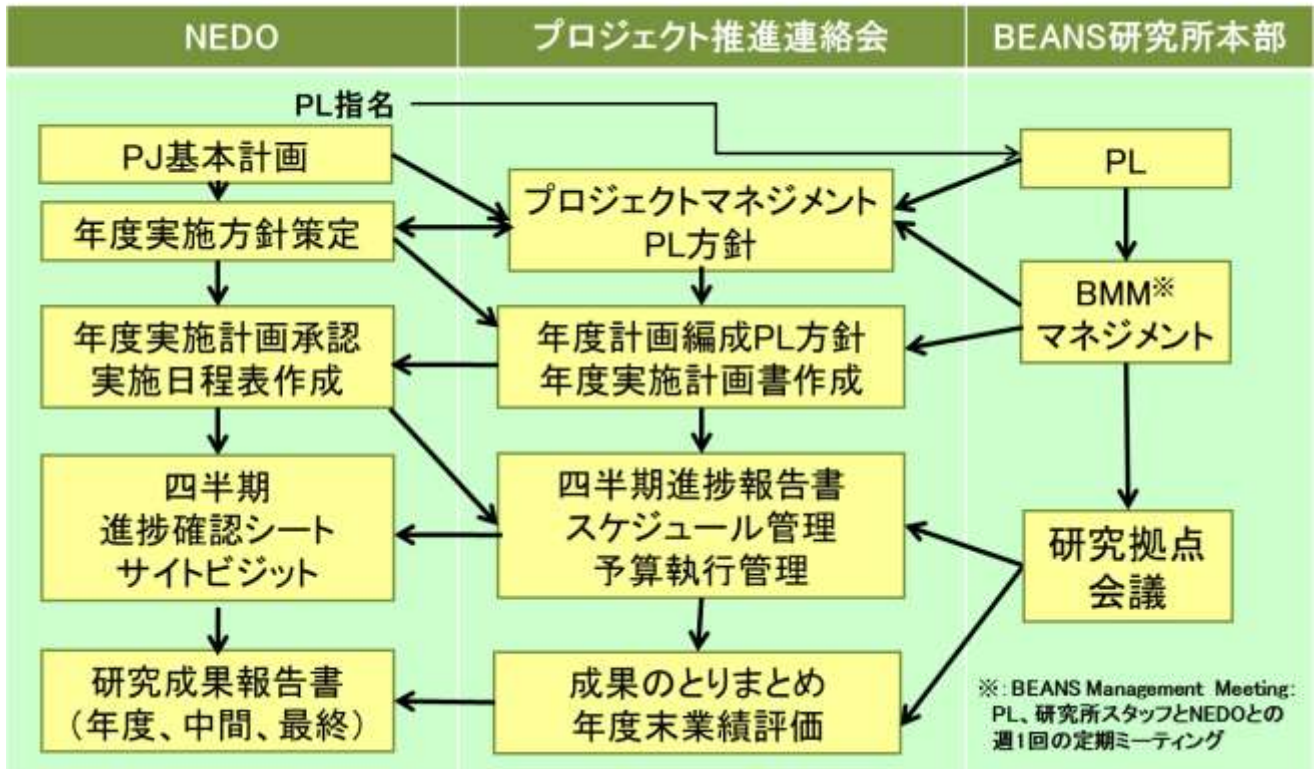 NEDO
プロジェクト推進連絡会
BEANS研究所本部
PL指名
PJ基本計画
年度実施方針策定
年度実施計画承認
実施日程表作成
四半期
進捗確認シート
サイトビジット
研究成果報告書
(年度、中間、最終)
プロジェクトマネジメント
PL方針
年度計画編成PL方針
年度実施計画書作成
四半期進捗報告書
スケジュール管理
予算執行管理
成果のとりまとめ
年度末業績評価
PL
BMM※
マネジメント
研究拠点
会議
※:BEANS Management Meeting:
PL、研究所スタッフとNEDOとの
週1回の定期ミーティング